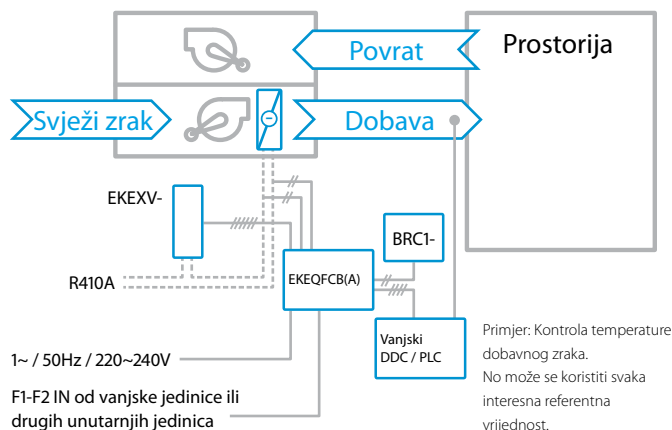 Povrat
Prostorija
Svježi zrak
Dobava
EKEXV-
BRC1-
R410A
EKEQFCB(A)
Vanjski
DDC / PLC
1~ / 50Hz / 220~240V
F1-F2 IN od vanjske jedinice ili
drugih unutarnjih jedinica
Primjer: Kontrola temperature
dobavnog zraka.
No može se koristiti svaka
interesna referentna
vrijednost.